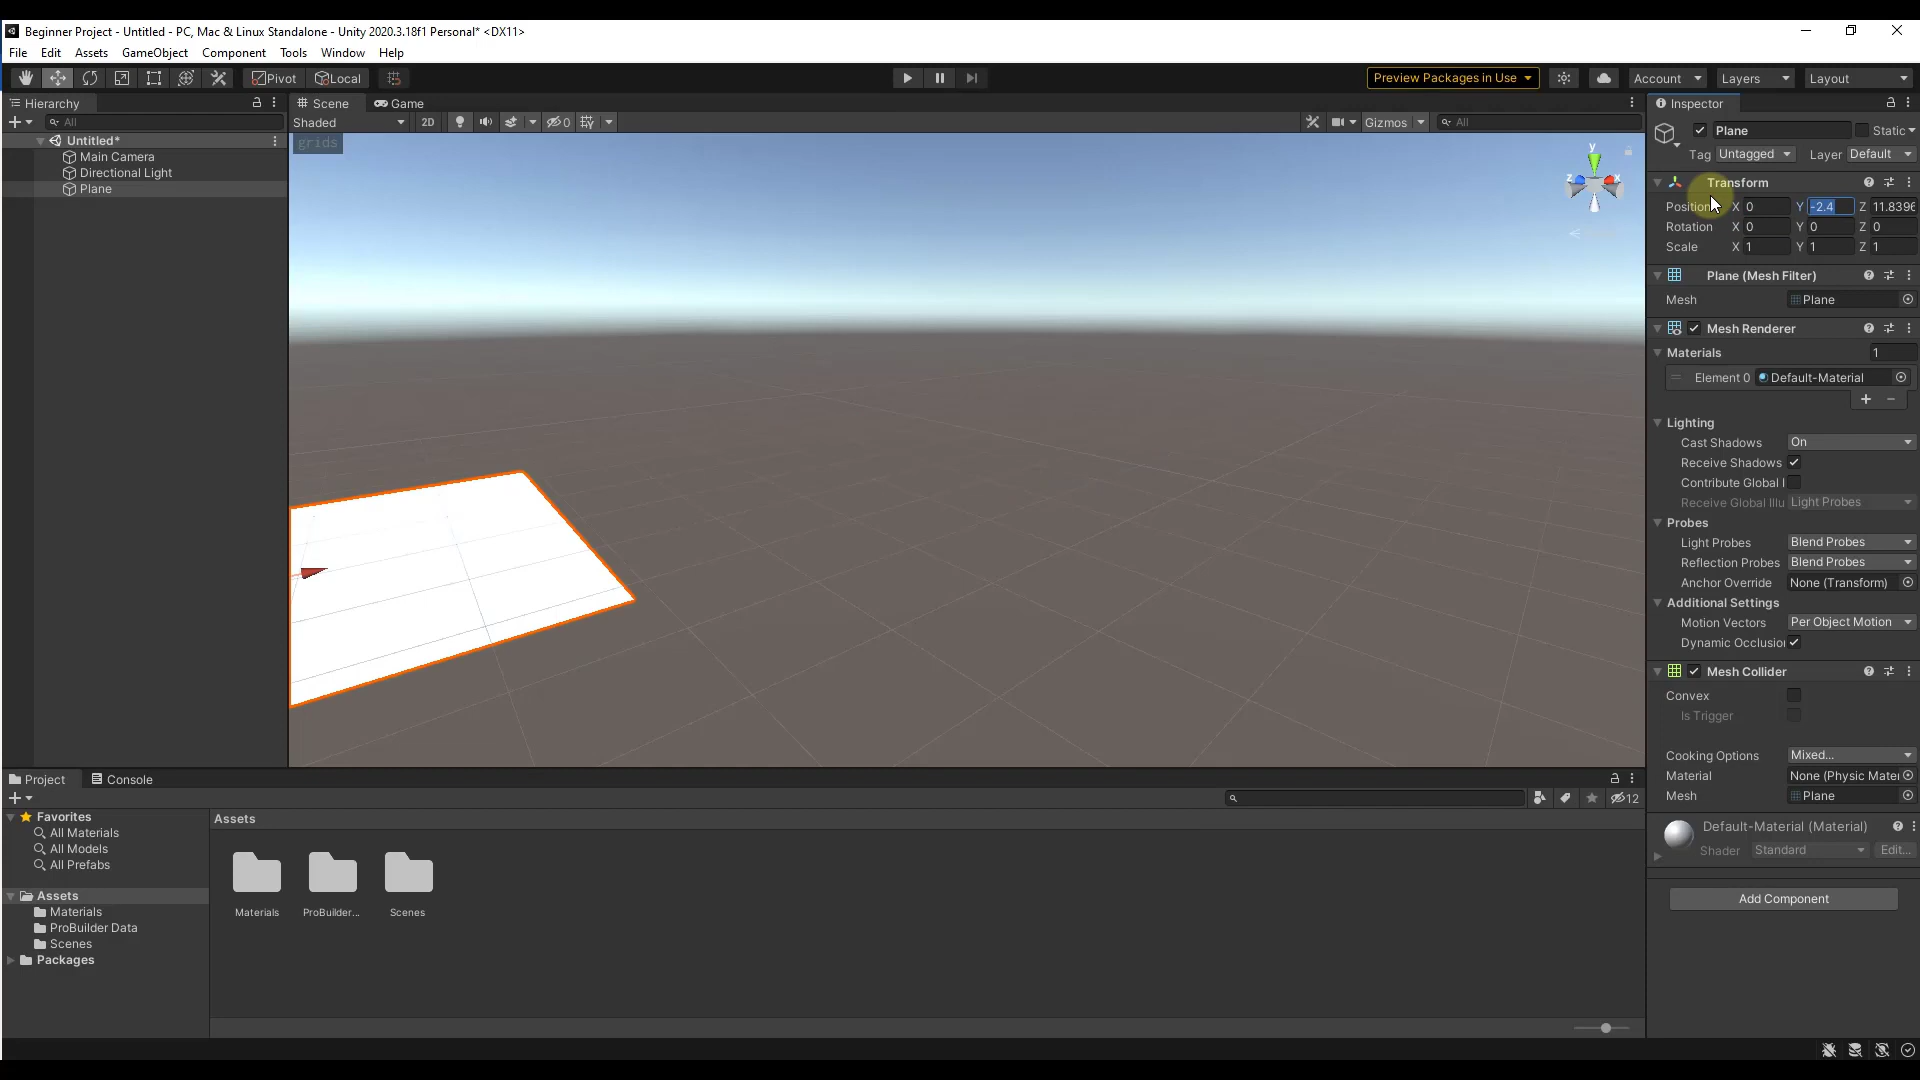 Beginner Project - Untitled - PC, Mac & Linux Standalone - Unity 2020.3.18f1 Personal* <DX11>
File Edit Assets GameObject Component Tools Window Help
Pivot Local Preview Packages in Use Account Layers Layout
Hierarchy
All
Untitled*
Main Camera
Directional Light
Plane
Scene Game
Shaded 2D 0 Gizmos All
grids
y
z x
Inspector
Plane Static
Tag Untagged Layer Default
Transform
Position X 0 Y -2.4 Z 11.8396
Rotation X 0 Y 0 Z 0
Scale X 1 Y 1 Z 1
Plane (Mesh Filter)
Mesh Plane
Mesh Renderer
Materials 1
Element 0 Default-Material
Lighting
Cast Shadows On
Receive Shadows
Contribute Global I
Receive Global Illu Light Probes
Probes
Light Probes Blend Probes
Reflection Probes Blend Probes
Anchor Override None (Transform)
Additional Settings
Motion Vectors Per Object Motion
Dynamic Occlusio
Mesh Collider
Convex
Is Trigger
Cooking Options Mixed...
Material None (Physic Mater
Mesh Plane
Default-Material (Material)
Shader Standard Edit...
Add Component
Project Console
12
Favorites
All Materials
All Models
All Prefabs
Assets
Materials
ProBuilder Data
Scenes
Packages
Assets
Materials ProBuilder... Scenes